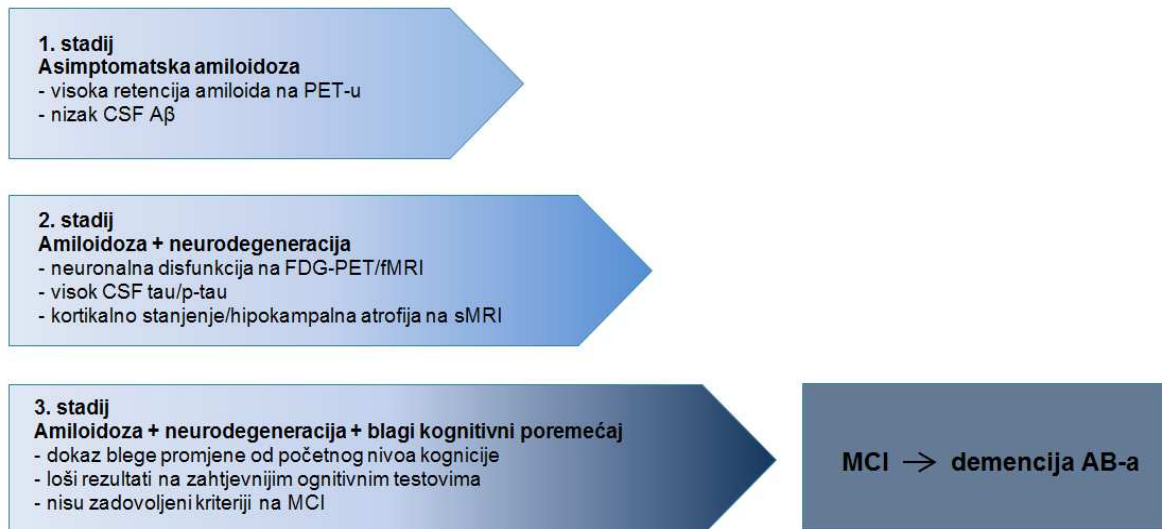 1. stadij
Asimptomatska amiloidoza
- visoka retencija amiloida na PET-u
- nizak CSF Aβ
2. stadij
Amiloidoza + neurodegeneracija
- neuronalna disfunkcija na FDG-PET/fMRI
- visok CSF tau/p-tau
- kortikalno stanjenje/hipokampalna atrofija na sMRI
3. stadij
Amiloidoza + neurodegeneracija + blagi kognitivni poremećaj
- dokaz blege promjene od početnog nivoa kognicije
- loši rezultati na zahtjevnijim ognitivnim testovima
- nisu zadovoljeni kriteriji na MCI
MCI → demencija AB-a